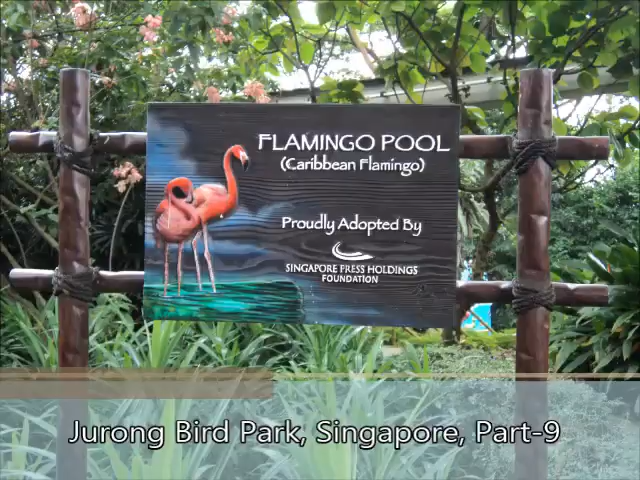 FLAMINGO POOL
(Caribbean Flamingo)
Proudly Adopted By
SINGAPORE PRESS HOLDINGS
FOUNDATION
Jurong Bird Park, Singapore, Part-9